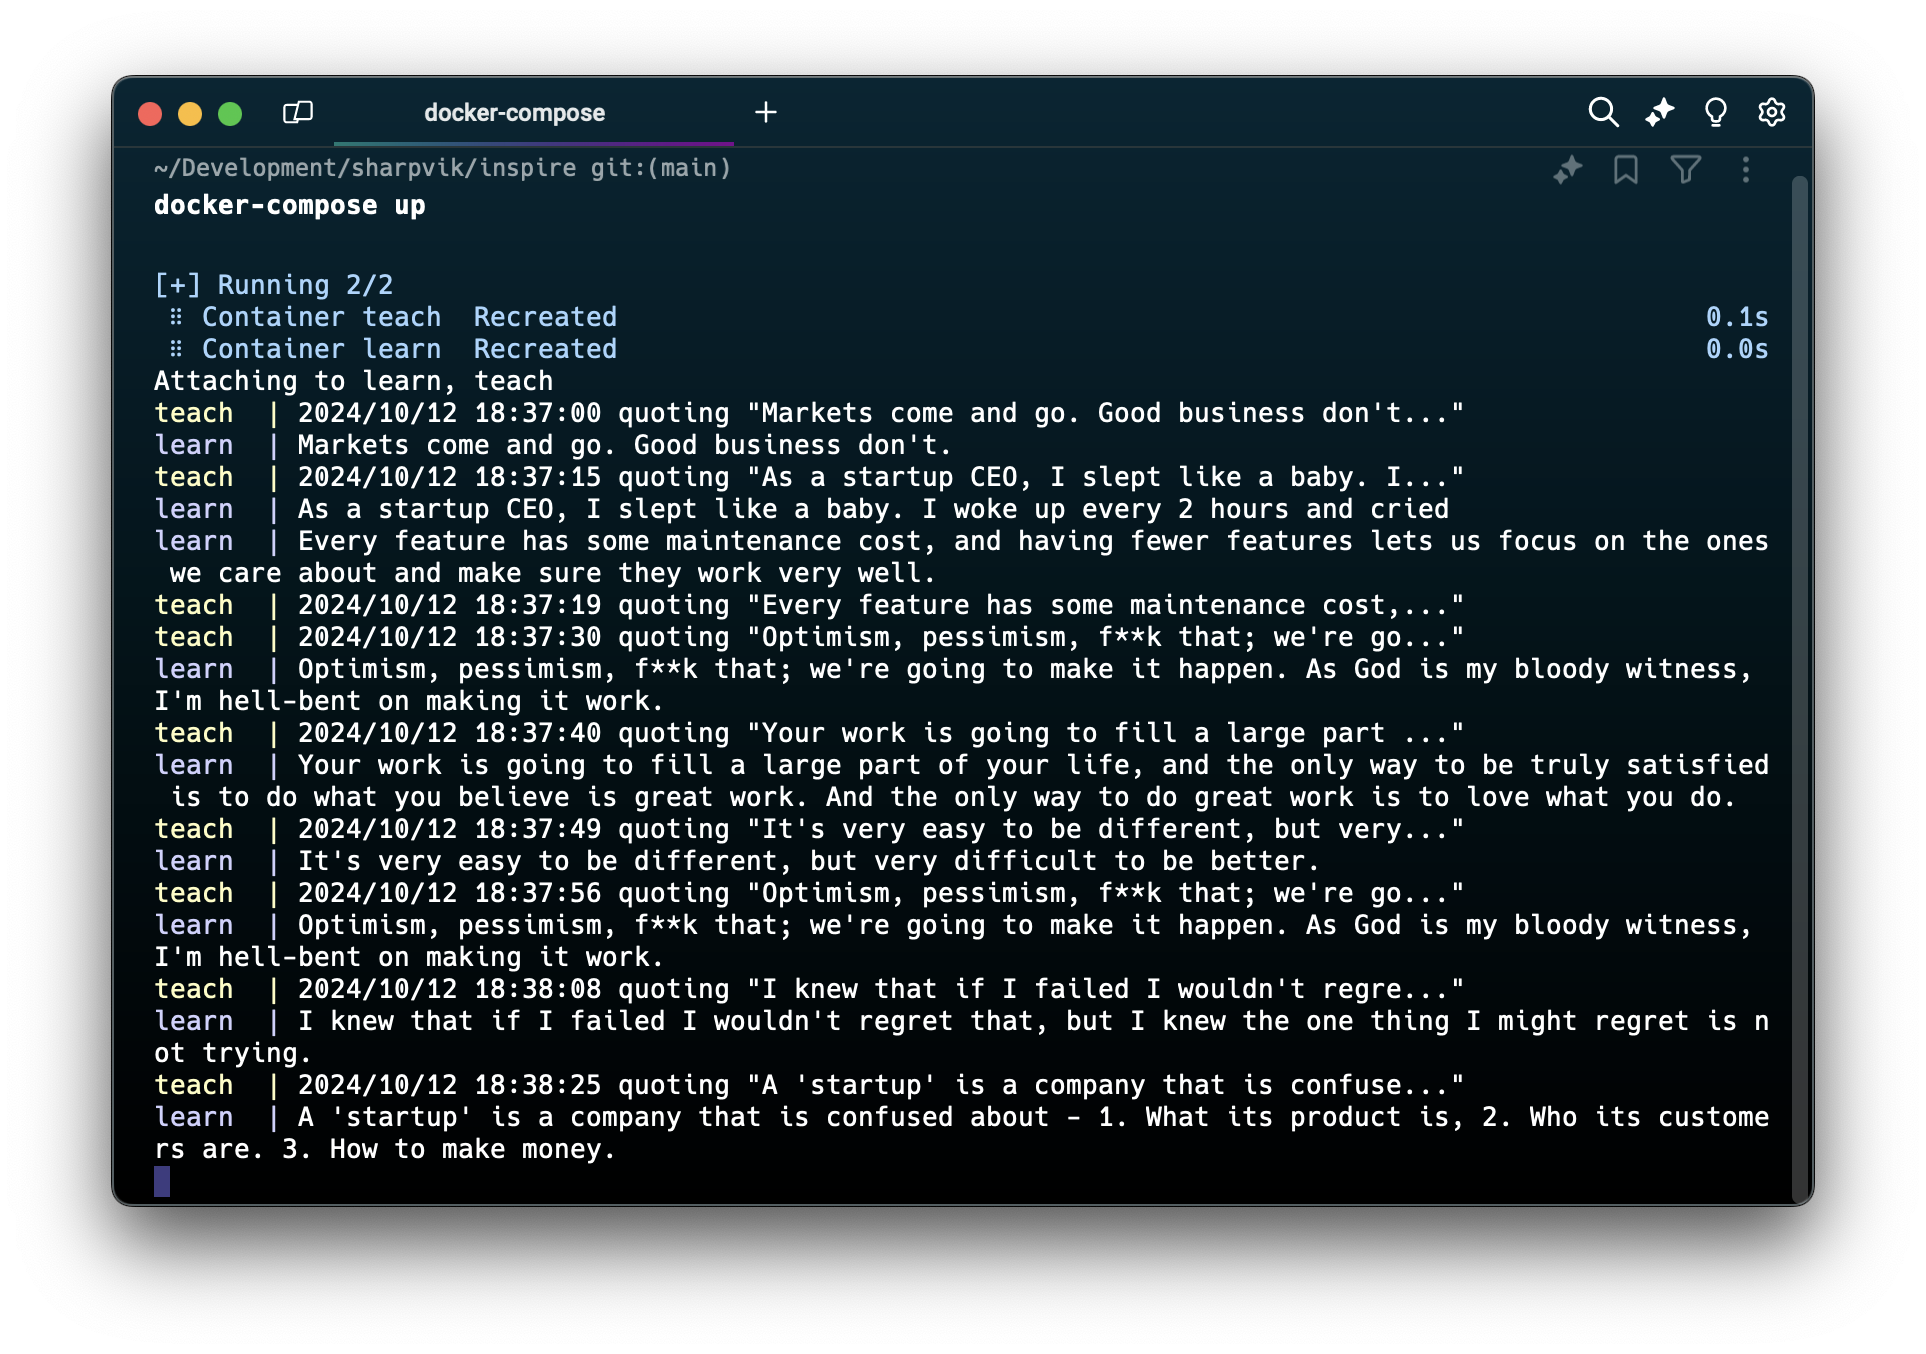 docker-compose
~/Development/sharpvik/inspire git:(main)
docker-compose up
[+] Running 2/2
⠿ Container teach  Recreated 0.1s
⠿ Container learn  Recreated 0.0s
Attaching to learn, teach
teach  | 2024/10/12 18:37:00 quoting "Markets come and go. Good business don't..."
learn  | Markets come and go. Good business don't.
teach  | 2024/10/12 18:37:15 quoting "As a startup CEO, I slept like a baby. I..."
learn  | As a startup CEO, I slept like a baby. I woke up every 2 hours and cried
learn  | Every feature has some maintenance cost, and having fewer features lets us focus on the ones
we care about and make sure they work very well.
teach  | 2024/10/12 18:37:19 quoting "Every feature has some maintenance cost,..."
teach  | 2024/10/12 18:37:30 quoting "Optimism, pessimism, f**k that; we're go..."
learn  | Optimism, pessimism, f**k that; we're going to make it happen. As God is my bloody witness,
I'm hell-bent on making it work.
teach  | 2024/10/12 18:37:40 quoting "Your work is going to fill a large part ..."
learn  | Your work is going to fill a large part of your life, and the only way to be truly satisfied
is to do what you believe is great work. And the only way to do great work is to love what you do.
teach  | 2024/10/12 18:37:49 quoting "It's very easy to be different, but very..."
learn  | It's very easy to be different, but very difficult to be better.
teach  | 2024/10/12 18:37:56 quoting "Optimism, pessimism, f**k that; we're go..."
learn  | Optimism, pessimism, f**k that; we're going to make it happen. As God is my bloody witness,
I'm hell-bent on making it work.
teach  | 2024/10/12 18:38:08 quoting "I knew that if I failed I wouldn't regre..."
learn  | I knew that if I failed I wouldn't regret that, but I knew the one thing I might regret is n
ot trying.
teach  | 2024/10/12 18:38:25 quoting "A 'startup' is a company that is confuse..."
learn  | A 'startup' is a company that is confused about - 1. What its product is, 2. Who its custome
rs are. 3. How to make money.